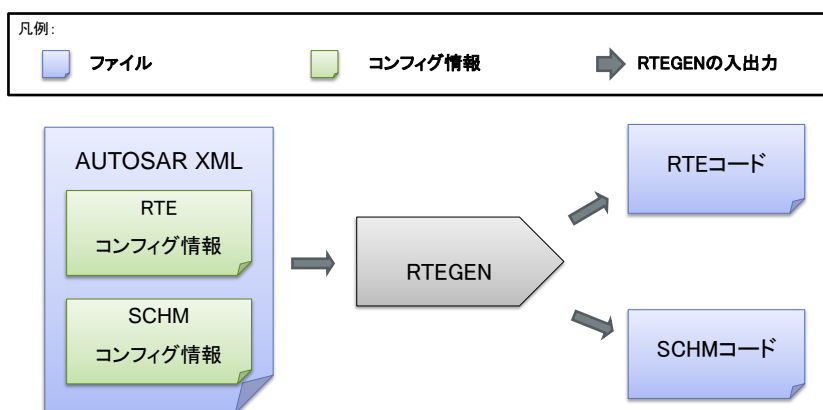 凡例:
ファイル
コンフィグ情報
RTEGENの入出力
AUTOSAR XML
RTE
コンフィグ情報
SCHM
コンフィグ情報
RTEGEN
RTEコード
SCHMコード